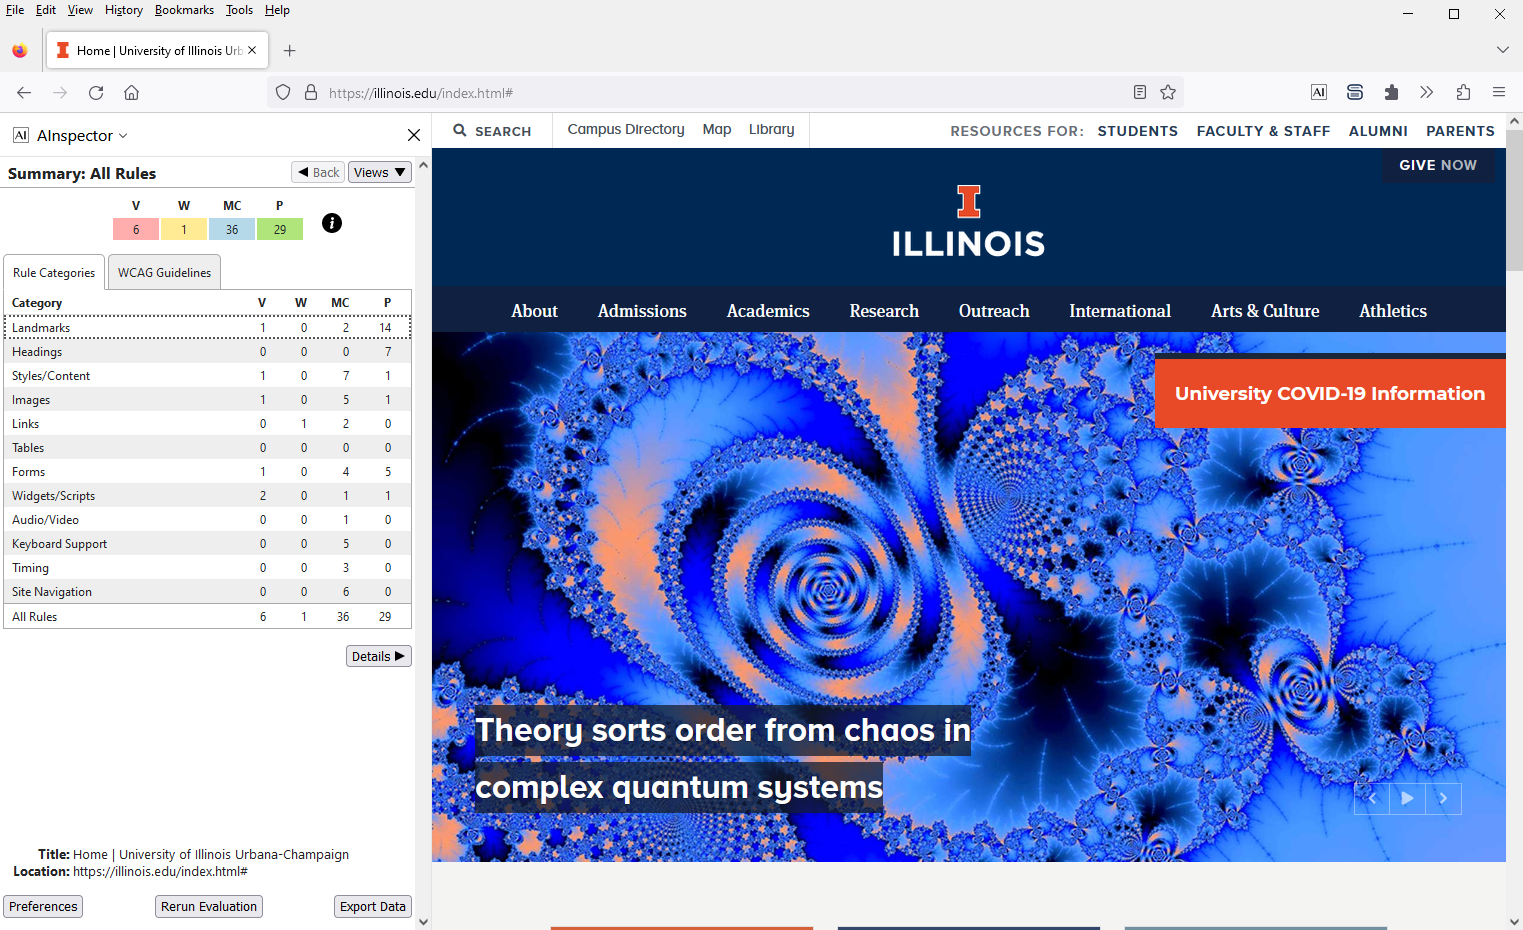 File Edit View History Bookmarks Tools Help
Home | University of Illinois Urb
https://illinois.edu/index.html#
AI
AI AInspector
Summary: All Rules
Back
Views
V W MC P
6 1 36 29
Rule Categories
WCAG Guidelines
Category V W MC P
Landmarks 1 0 2 14
Headings 0 0 0 7
Styles/Content 1 0 7 1
Images 1 0 5 1
Links 0 1 2 0
Tables 0 0 0 0
Forms 1 0 4 5
Widgets/Scripts 2 0 1 1
Audio/Video 0 0 1 0
Keyboard Support 0 0 5 0
Timing 0 0 3 0
Site Navigation 0 0 6 0
All Rules 6 1 36 29
Details
Title: Home | University of Illinois Urbana-Champaign
Location: https://illinois.edu/index.html#
Preferences
Rerun Evaluation
Export Data
SEARCH
Campus Directory Map Library
RESOURCES FOR: STUDENTS FACULTY & STAFF ALUMNI PARENTS
GIVE NOW
ILLINOIS
About Admissions Academics Research Outreach International Arts & Culture Athletics
University COVID-19 Information
Theory sorts order from chaos in
complex quantum systems